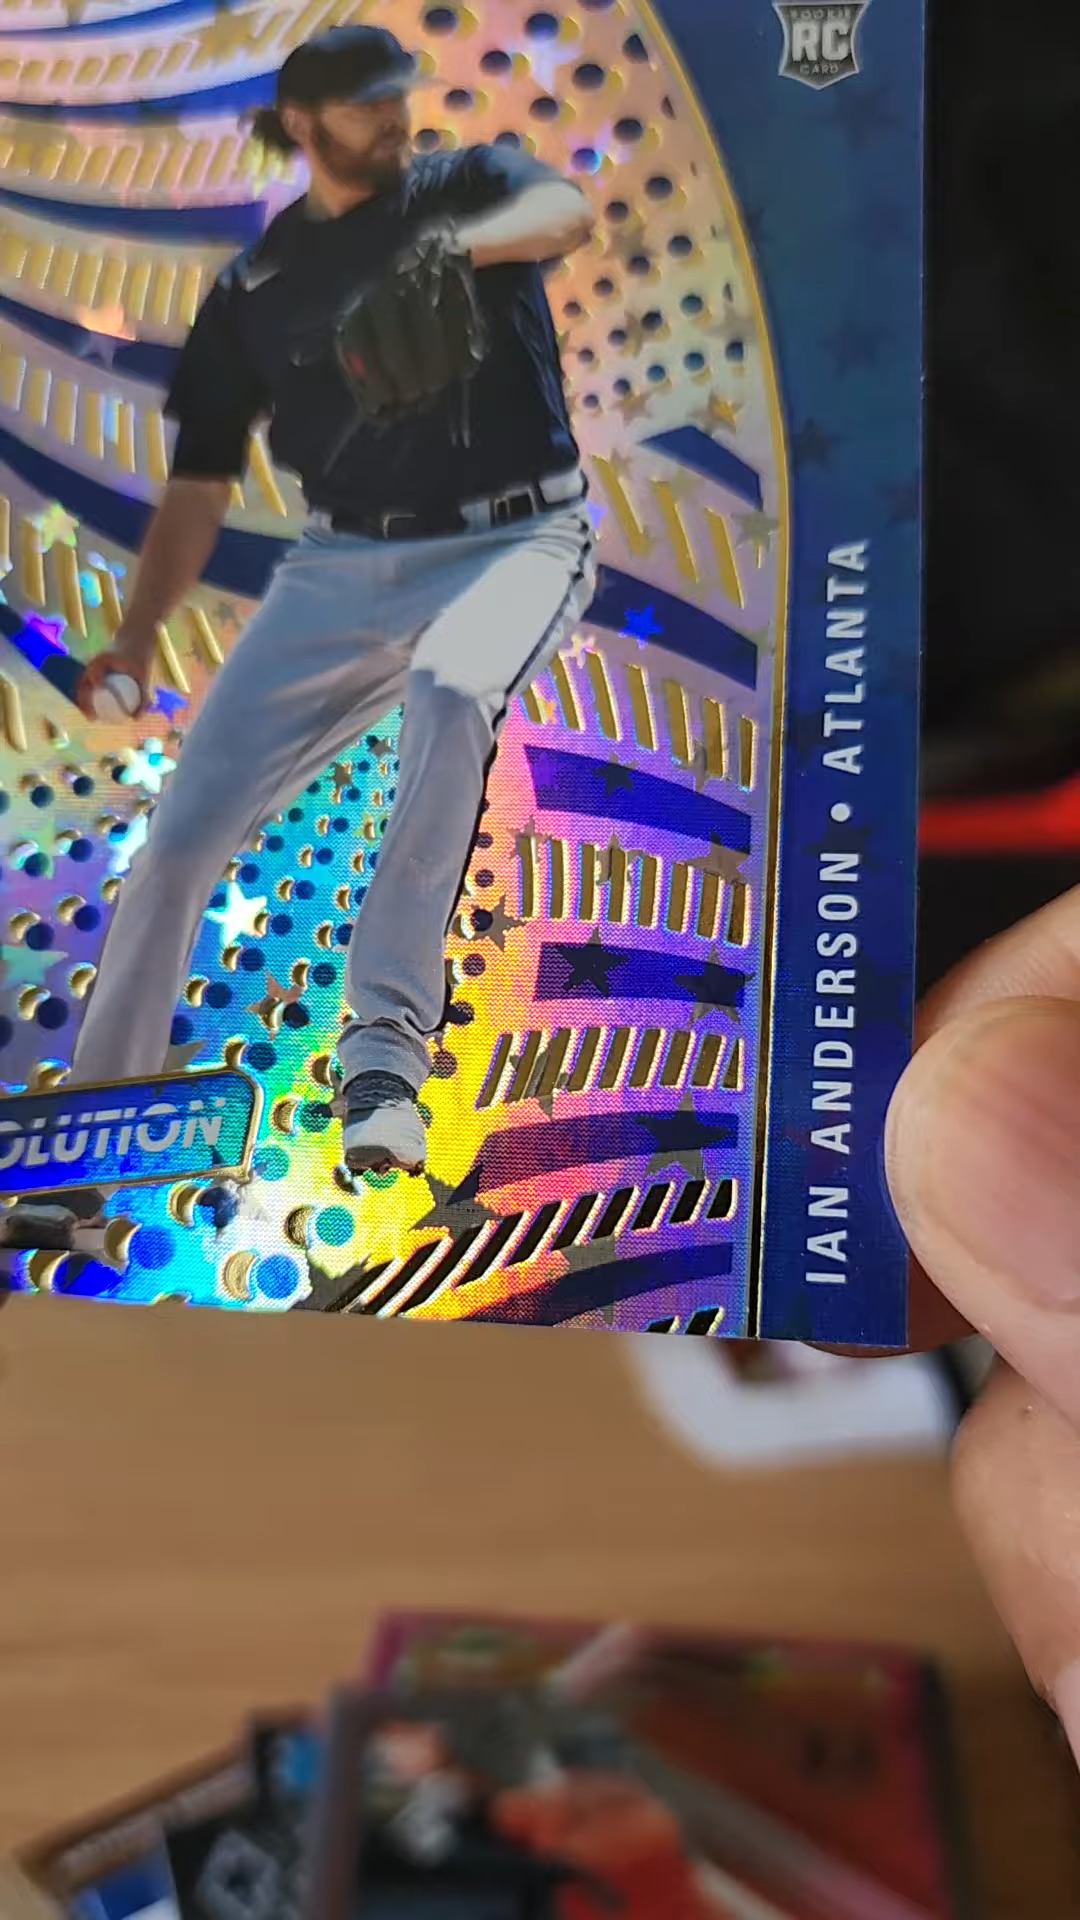 ROOKIE
RC
CARD
IAN ANDERSON • ATLANTA
OLUTION